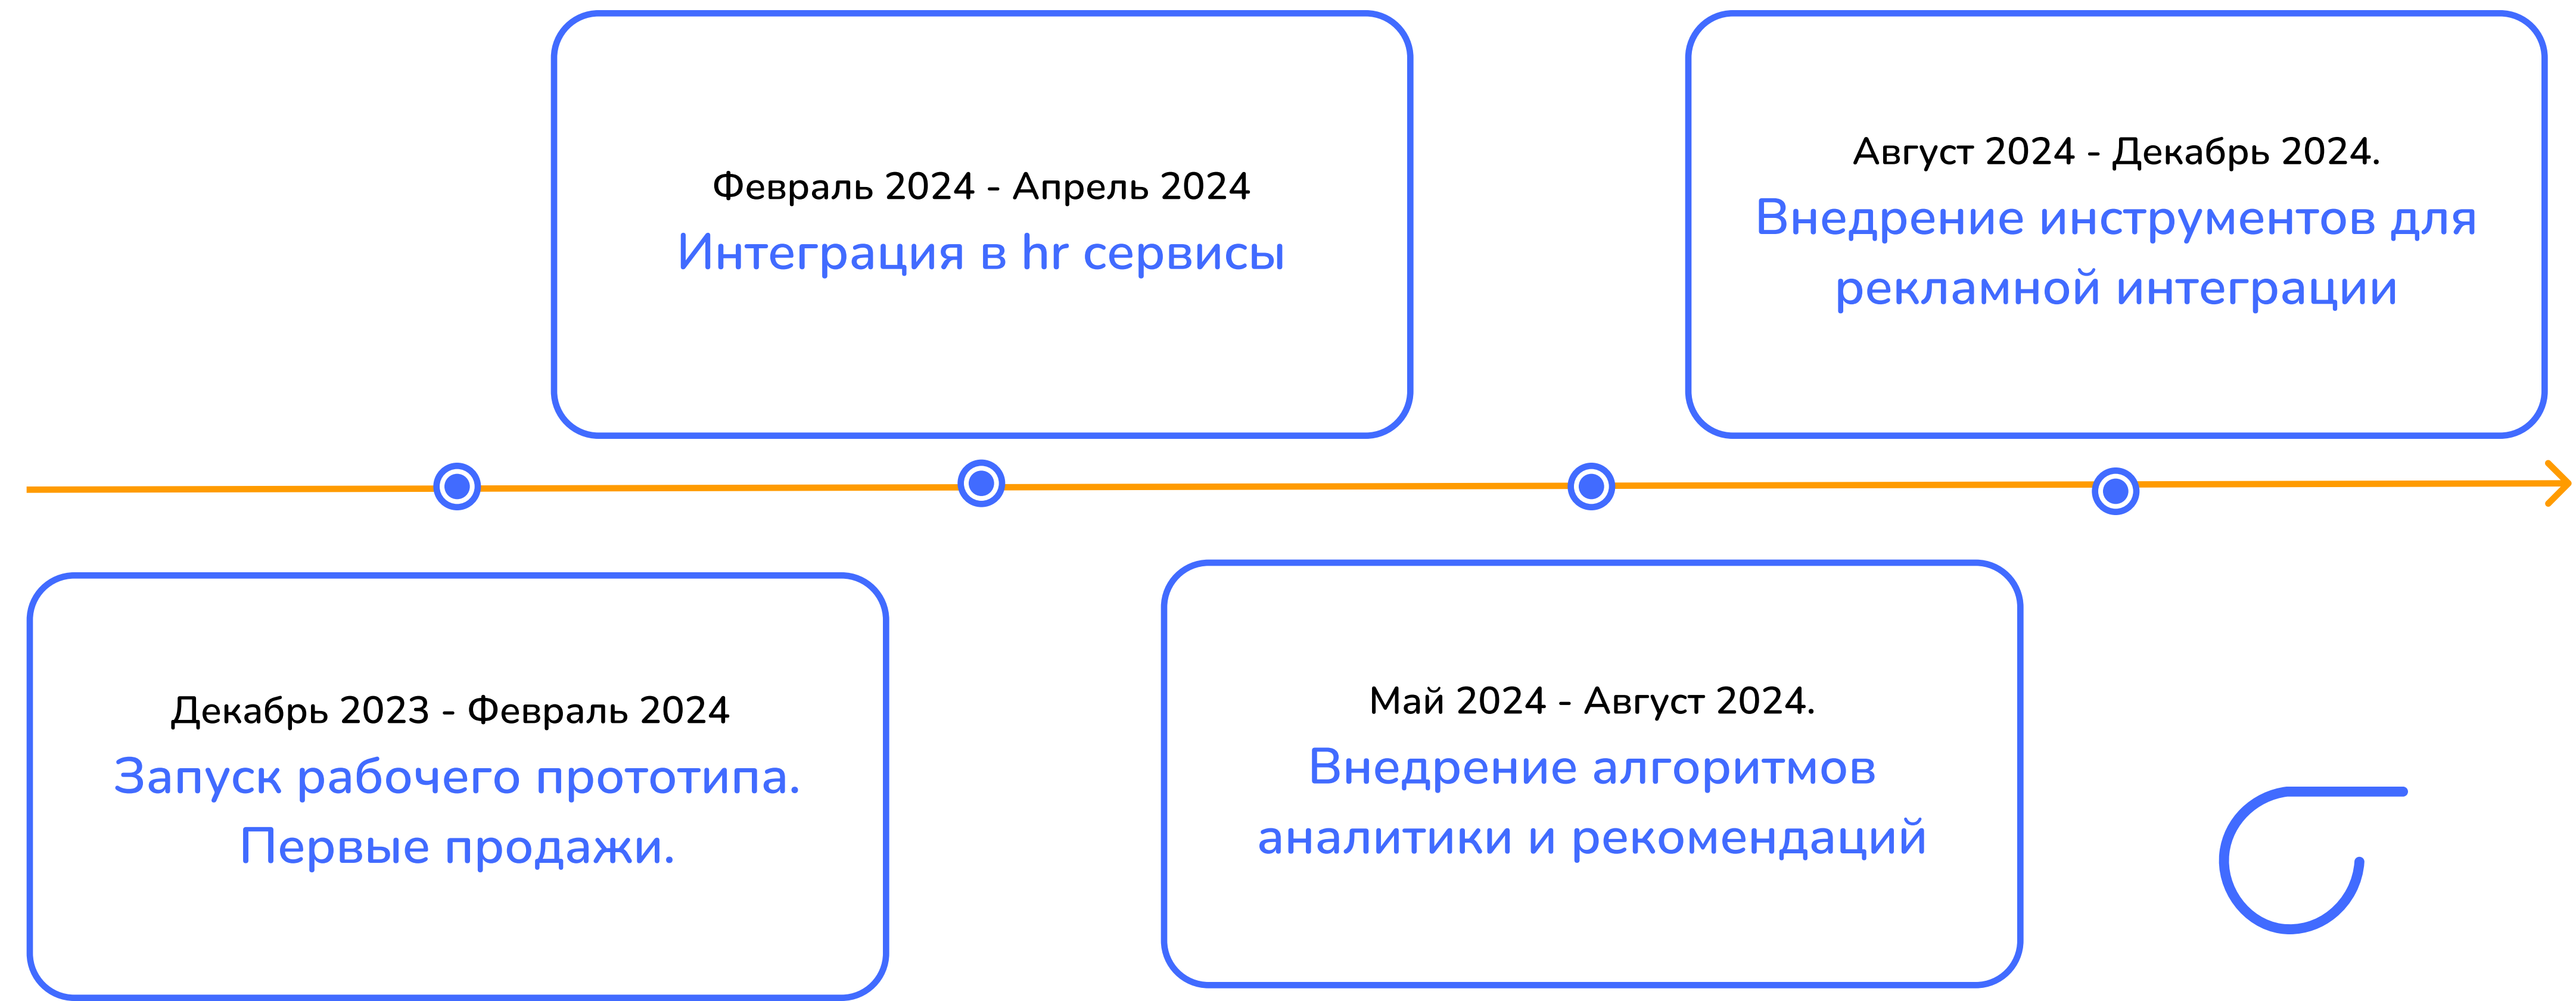 Февраль 2024 - Апрель 2024
Интеграция в hr сервисы
Август 2024 - Декабрь 2024.
Внедрение инструментов для
рекламной интеграции
Декабрь 2023 - Февраль 2024
Запуск рабочего прототипа.
Первые продажи.
Май 2024 - Август 2024.
Внедрение алгоритмов
аналитики и рекомендаций